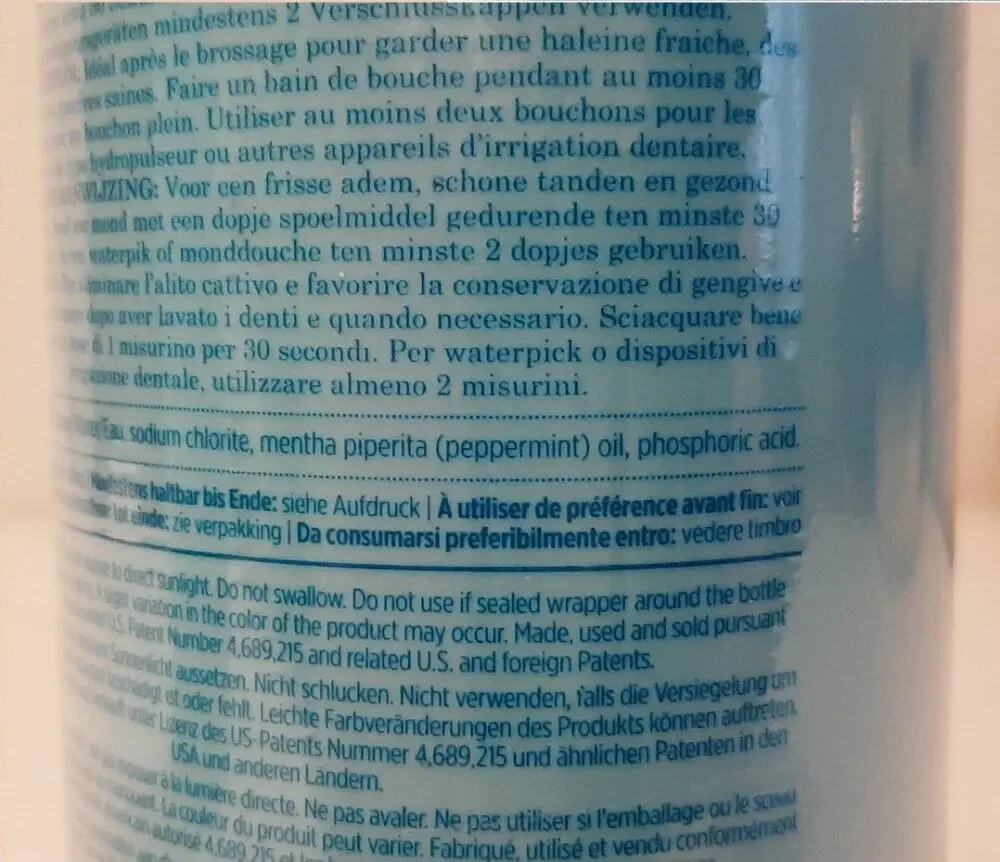 mindestens 2 Verschlusskappen verwenden.
Idéal après le brossage pour garder une haleine fraiche, des
saines. Faire un bain de bouche pendant au moins 30
bouchon plein. Utiliser au moins deux bouchons pour les
hydropulseur ou autres appareils d'irrigation dentaire.
Voor een frisse adem, schone tanden en gezond
mond met een dopje spoelmiddel gedurende ten minste 30
waterpik of monddouche ten minste 2 dopjes gebruiken.
l'alito cattivo e favorire la conservazione di gengive e
dopo aver lavato i denti e quando necessario. Sciacquare bene
di 1 misurino per 30 secondi. Per waterpick o dispositivi di
dentale, utilizzare almeno 2 misurini.
Eau, sodium chlorite, mentha piperita (peppermint) oil, phosphoric acid.
haltbar bis Ende: siehe Aufdruck | À utiliser de préférence avant fin: voir
einde: zie verpakking | Da consumarsi preferibilmente entro: vedere timbro
to direct sunlight. Do not swallow. Do not use if sealed wrapper around the bottle
A slight variation in the color of the product may occur. Made, used and sold pursuant
U.S. Patent Number 4,689,215 and related U.S. and foreign Patents.
Sonnenlicht aussetzen. Nicht schlucken. Nicht verwenden, falls die Versiegelung um
beschädigt ist oder fehlt. Leichte Farbveränderungen des Produkts können auftreten.
unter Lizenz des US-Patents Nummer 4,689,215 und ähnlichen Patenten in den
USA und anderen Ländern.
exposer à la lumière directe. Ne pas avaler. Ne pas utiliser si l'emballage ou le sceau
La couleur du produit peut varier. Fabriqué, utilisé et vendu conformément
autorisé 4,689,215 et